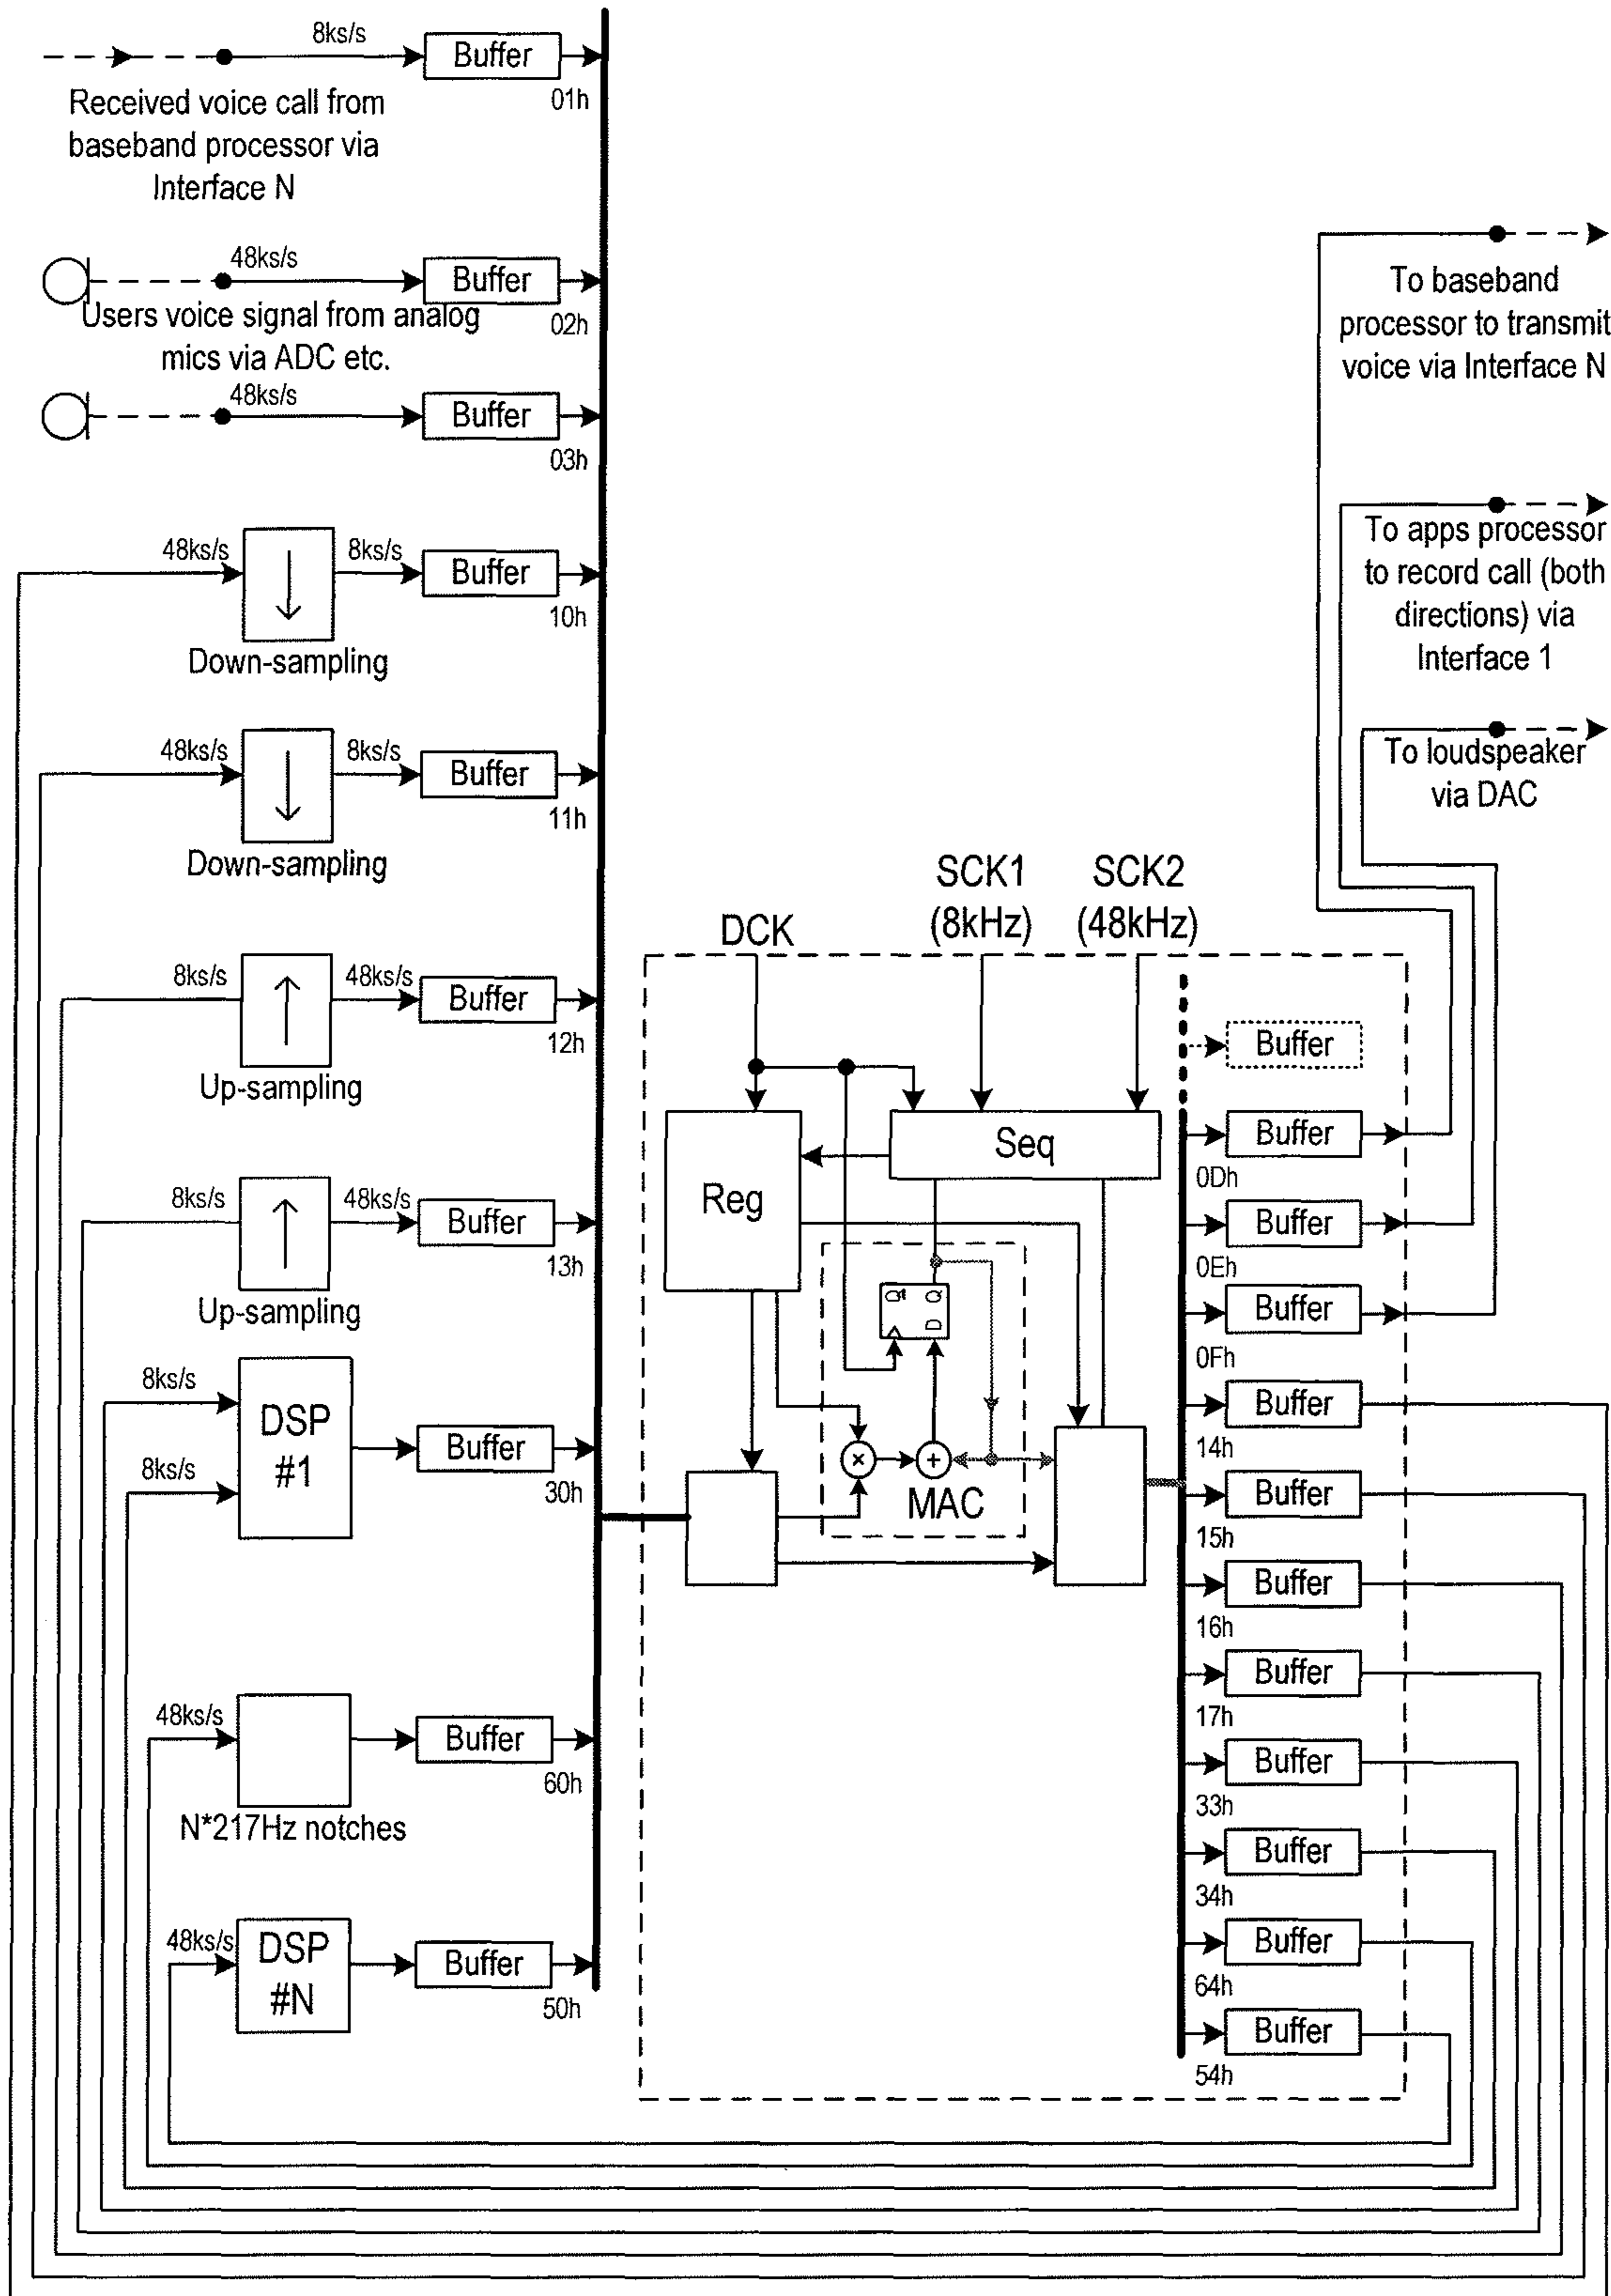 8ks/s
Buffer
01h
Received voice call from
baseband processor via
Interface N
48ks/s
Buffer
02h
Users voice signal from analog
mics via ADC etc.
48ks/s
Buffer
03h
To baseband
processor to transmit
voice via Interface N
To apps processor
to record call (both
directions) via
Interface 1
To loudspeaker
via DAC
48ks/s
8ks/s
Buffer
10h
Down-sampling
48ks/s
8ks/s
Buffer
11h
Down-sampling
8ks/s
48ks/s
Buffer
12h
Up-sampling
8ks/s
48ks/s
Buffer
13h
Up-sampling
8ks/s
8ks/s
DSP
#1
Buffer
30h
48ks/s
Buffer
60h
N*217Hz notches
48ks/s
DSP
#N
Buffer
50h
DCK
SCK1
(8kHz)
SCK2
(48kHz)
Reg
Seq
Q
Q
D
×
+
MAC
Buffer
Buffer
0Dh
Buffer
0Eh
Buffer
0Fh
Buffer
14h
Buffer
15h
Buffer
16h
Buffer
17h
Buffer
33h
Buffer
34h
Buffer
64h
Buffer
54h